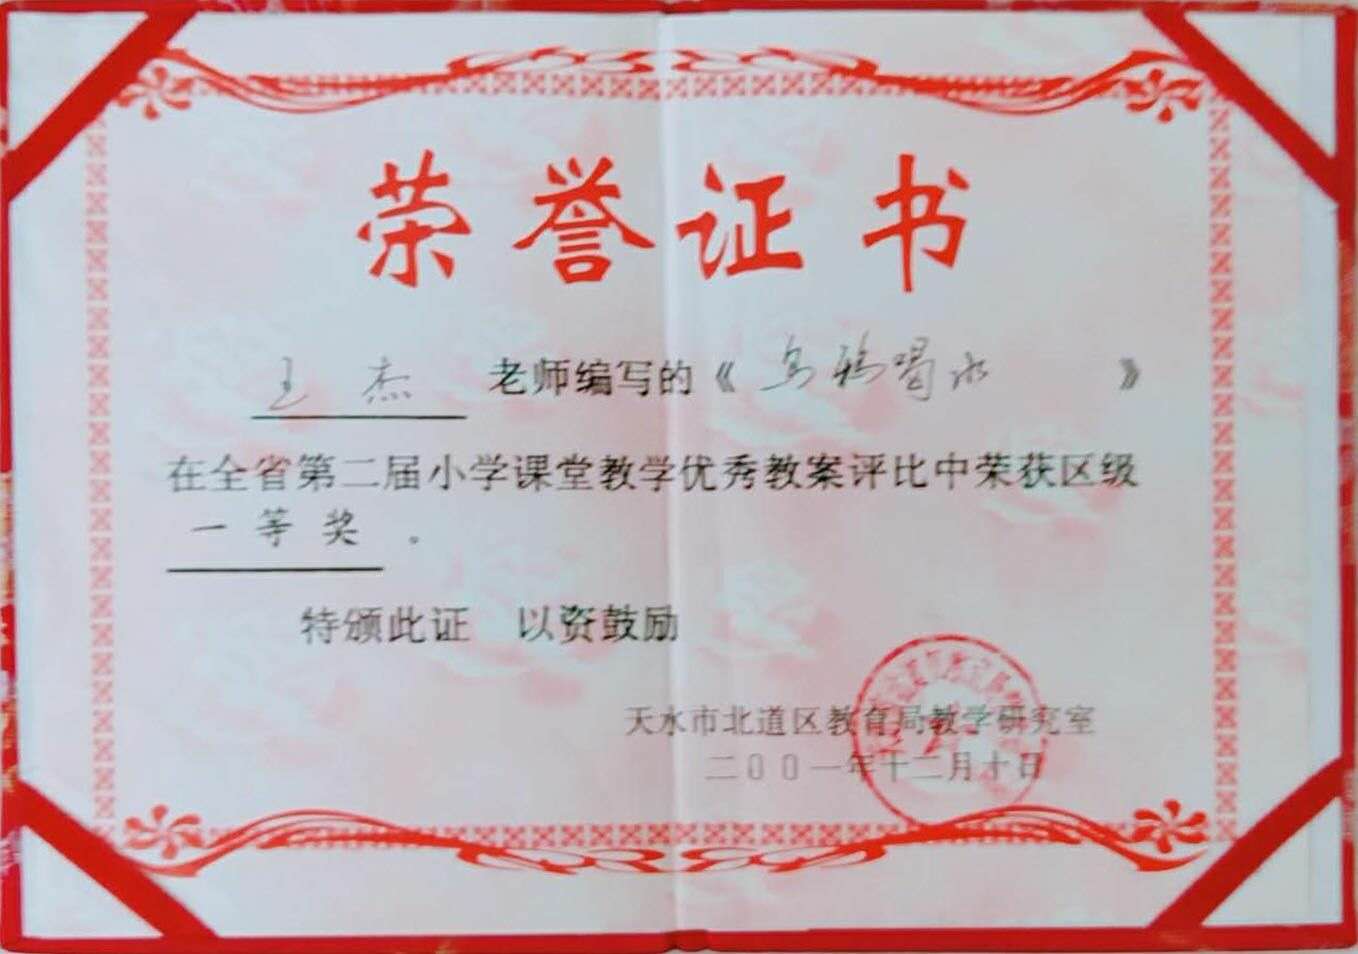 荣誉证书
王杰 老师编写的《乌鸦喝水》
在全省第二届小学课堂教学优秀教案评比中荣获区级
一等奖。
特颁此证 以资鼓励
天水市北道区教育局教学研究室
二00一年十二月十日